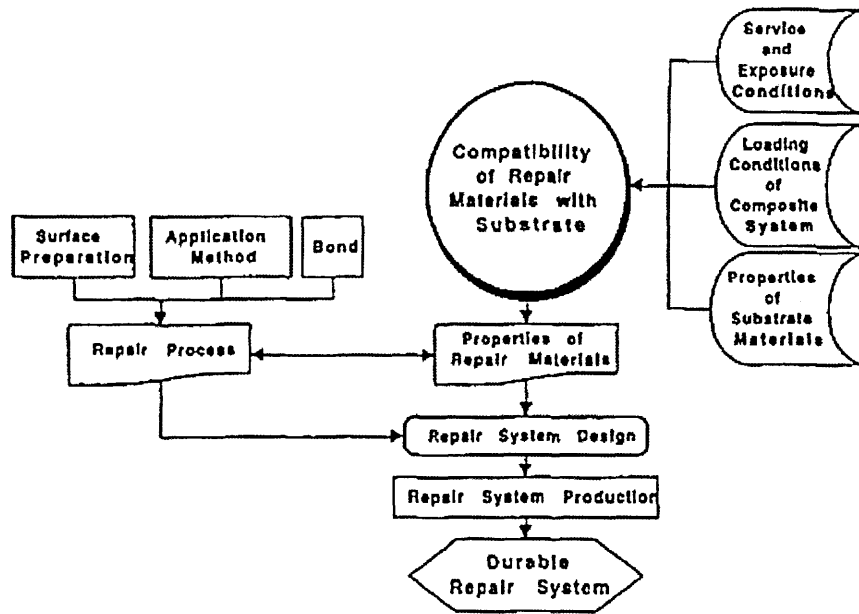 Service
and
Exposure
Conditions
Compatibility
of Repair
Materials with
Substrate
Loading
Conditions
of
Composite
System
Surface
Preparation
Application
Method
Bond
Properties
of
Substrate
Materials
Repair Process
Properties of
Repair Materials
Repair System Design
Repair System Production
Durable
Repair System